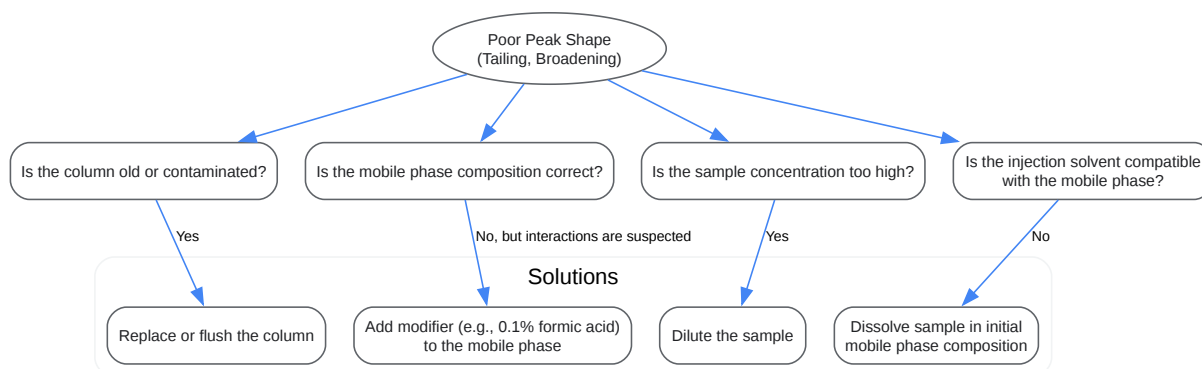 Poor Peak Shape
(Tailing, Broadening)
Is the column old or contaminated?
Is the mobile phase composition correct?
Is the sample concentration too high?
Is the injection solvent compatible
with the mobile phase?
Yes
No, but interactions are suspected
Yes
No
Solutions
Replace or flush the column
Add modifier (e.g., 0.1% formic acid)
to the mobile phase
Dilute the sample
Dissolve sample in initial
mobile phase composition